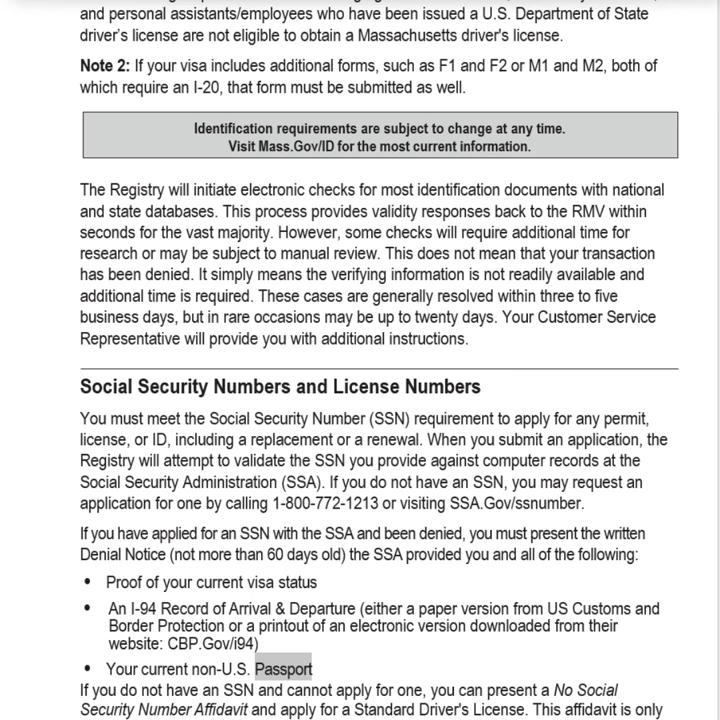 and personal assistants/employees who have been issued a U.S. Department of State
driver's license are not eligible to obtain a Massachusetts driver's license.
Note 2: If your visa includes additional forms, such as F1 and F2 or M1 and M2, both of
which require an I-20, that form must be submitted as well.
Identification requirements are subject to change at any time.
Visit Mass.Gov/ID for the most current information.
The Registry will initiate electronic checks for most identification documents with national
and state databases. This process provides validity responses back to the RMV within
seconds for the vast majority. However, some checks will require additional time for
research or may be subject to manual review. This does not mean that your transaction
has been denied. It simply means the verifying information is not readily available and
additional time is required. These cases are generally resolved within three to five
business days, but in rare occasions may be up to twenty days. Your Customer Service
Representative will provide you with additional instructions.
Social Security Numbers and License Numbers
You must meet the Social Security Number (SSN) requirement to apply for any permit,
license, or ID, including a replacement or a renewal. When you submit an application, the
Registry will attempt to validate the SSN you provide against computer records at the
Social Security Administration (SSA). If you do not have an SSN, you may request an
application for one by calling 1-800-772-1213 or visiting SSA.Gov/ssnumber.
If you have applied for an SSN with the SSA and been denied, you must present the written
Denial Notice (not more than 60 days old) the SSA provided you and all of the following:
• Proof of your current visa status
• An I-94 Record of Arrival & Departure (either a paper version from US Customs and
Border Protection or a printout of an electronic version downloaded from their
website: CBP.Gov/i94)
• Your current non-U.S. Passport
If you do not have an SSN and cannot apply for one, you can present a No Social
Security Number Affidavit and apply for a Standard Driver's License. This affidavit is only